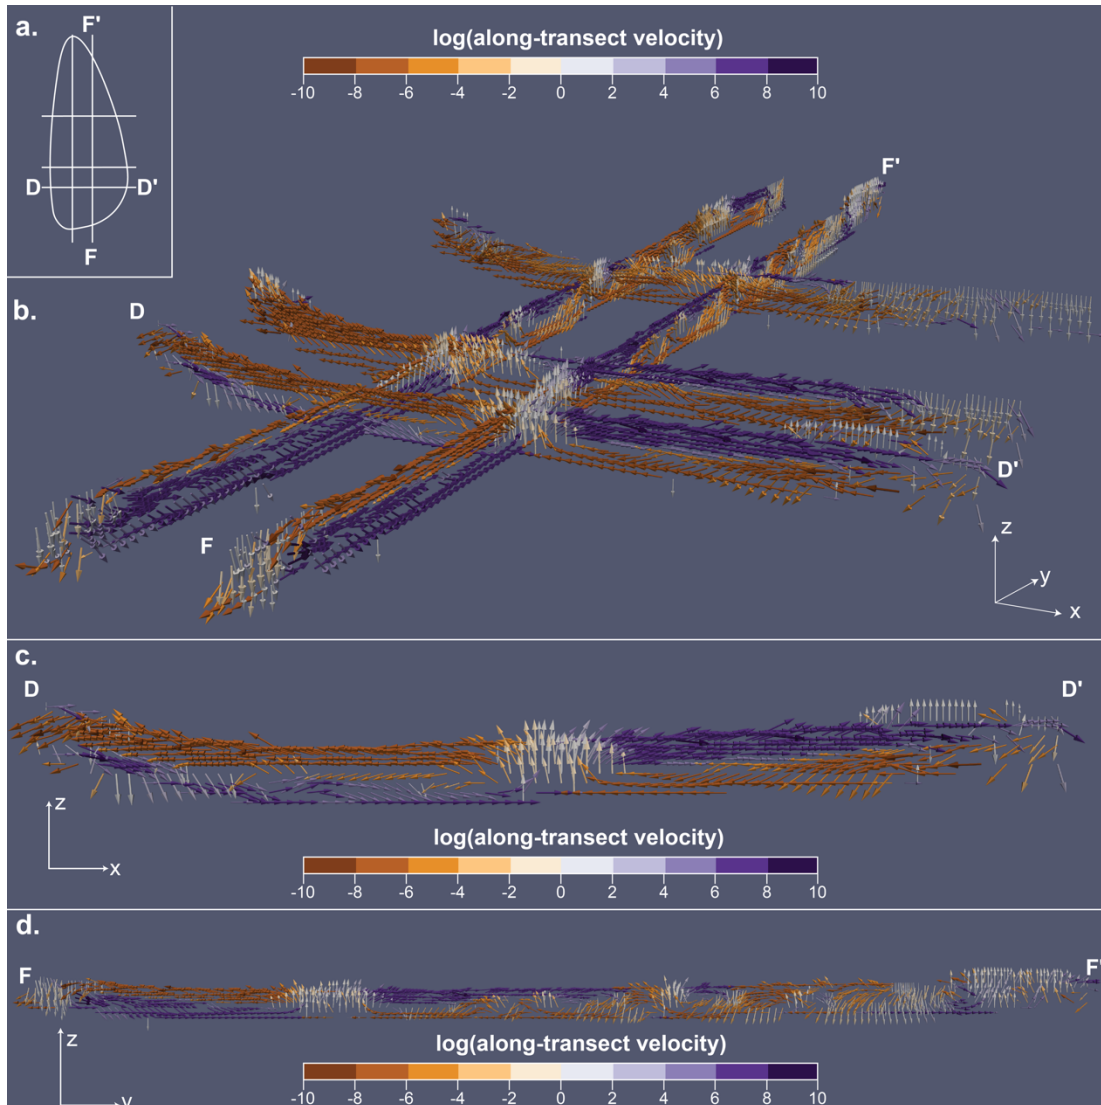 a.
F'
D
D'
F
log(along-transect velocity)
-10 -8 -6 -4 -2 0 2 4 6 8 10
F'
b.
D
F
D'
z
y
x
c.
D
D'
z
x
log(along-transect velocity)
-10 -8 -6 -4 -2 0 2 4 6 8 10
d.
F
F'
z
y
log(along-transect velocity)
-10 -8 -6 -4 -2 0 2 4 6 8 10